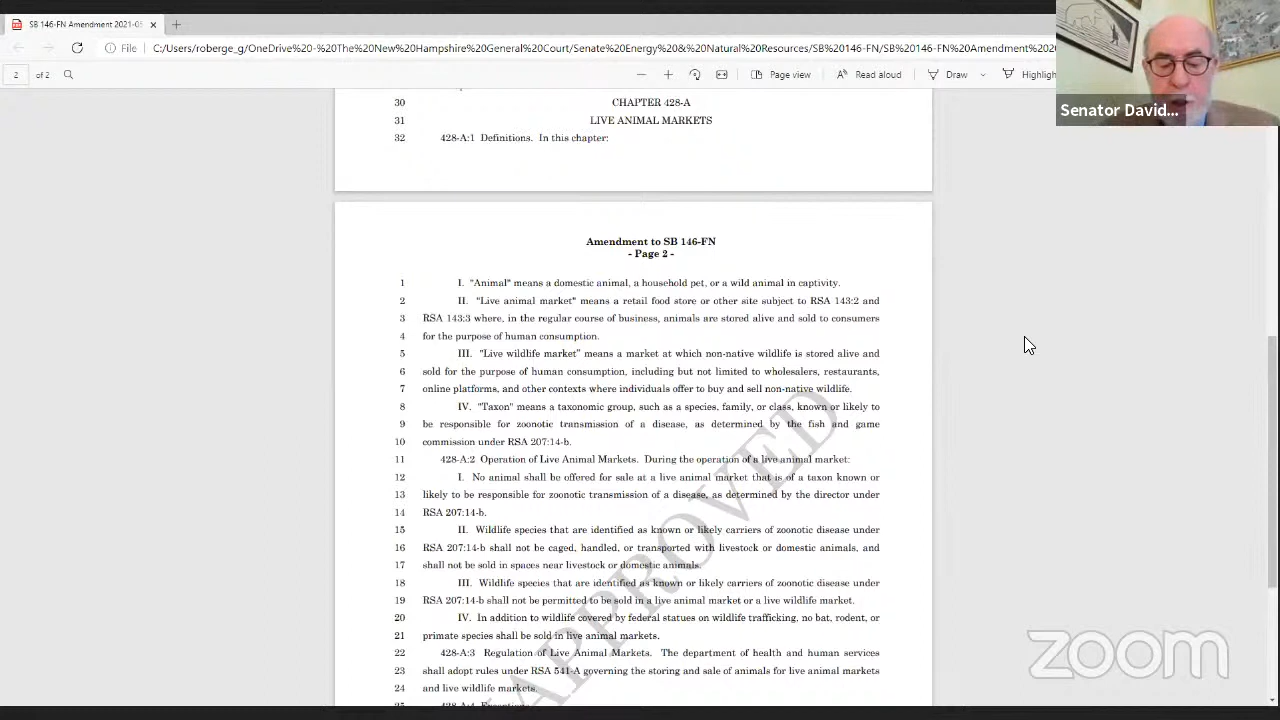 SB 146-FN Amendment 2021-05
File
C:/Users/roberge_g/OneDrive%20-%20The%20New%20Hampshire%20General%20Court/Senate%20Energy%20&%20Natural%20Resources/SB%20146-FN/SB%20146-FN%20Amendment%202021-0
2 of 2
Page view
Read aloud
Draw
Highligh
Senator David...
30 CHAPTER 428-A
31 LIVE ANIMAL MARKETS
32 428-A:1 Definitions. In this chapter:
Amendment to SB 146-FN
- Page 2 -
1 I. "Animal" means a domestic animal, a household pet, or a wild animal in captivity.
2 II. "Live animal market" means a retail food store or other site subject to RSA 143:2 and
3 RSA 143:3 where, in the regular course of business, animals are stored alive and sold to consumers
4 for the purpose of human consumption.
5 III. “Live wildlife market” means a market at which non-native wildlife is stored alive and
6 sold for the purpose of human consumption, including but not limited to wholesalers, restaurants,
7 online platforms, and other contexts where individuals offer to buy and sell non-native wildlife.
8 IV. "Taxon" means a taxonomic group, such as a species, family, or class, known or likely to
9 be responsible for zoonotic transmission of a disease, as determined by the fish and game
10 commission under RSA 207:14-b.
11 428-A:2 Operation of Live Animal Markets. During the operation of a live animal market:
12 I. No animal shall be offered for sale at a live animal market that is of a taxon known or
13 likely to be responsible for zoonotic transmission of a disease, as determined by the director under
14 RSA 207:14-b.
15 II. Wildlife species that are identified as known or likely carriers of zoonotic disease under
16 RSA 207:14-b shall not be caged, handled, or transported with livestock or domestic animals, and
17 shall not be sold in spaces near livestock or domestic animals.
18 III. Wildlife species that are identified as known or likely carriers of zoonotic disease under
19 RSA 207:14-b shall not be permitted to be sold in a live animal market or a live wildlife market.
20 IV. In addition to wildlife covered by federal statues on wildlife trafficking, no bat, rodent, or
21 primate species shall be sold in live animal markets.
22 428-A:3 Regulation of Live Animal Markets. The department of health and human services
23 shall adopt rules under RSA 541-A governing the storing and sale of animals for live animal markets
24 and live wildlife markets.
25 428-A:4 Exceptions
APPROVED
zoom